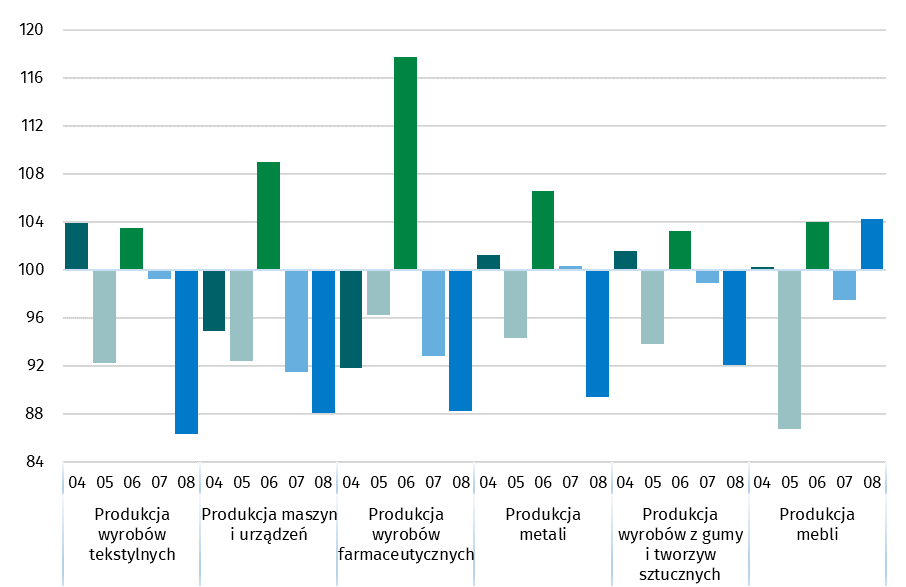 120
116
112
108
104
100
96
92
88
84
04 05 06 07 08 04 05 06 07 08 04 05 06 07 08 04 05 06 07 08 04 05 06 07 08 04 05 06 07 08
Produkcja
wyrobów
tekstylnych
Produkcja maszyn
i urządzeń
Produkcja
wyrobów
farmaceutycznych
Produkcja
metali
Produkcja
wyrobów z gumy
i tworzyw
sztucznych
Produkcja
mebli